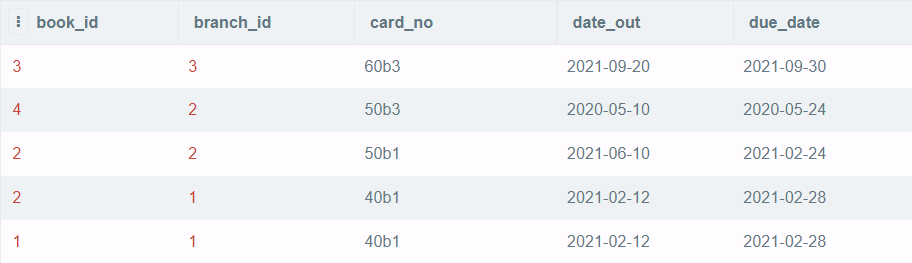 book_id branch_id card_no date_out due_date
3 3 60b3 2021-09-20 2021-09-30
4 2 50b3 2020-05-10 2020-05-24
2 2 50b1 2021-06-10 2021-02-24
2 1 40b1 2021-02-12 2021-02-28
1 1 40b1 2021-02-12 2021-02-28